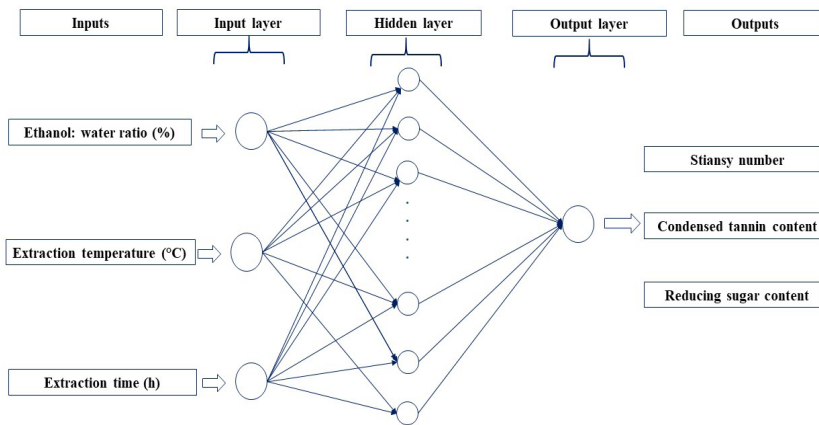 Inputs
Input layer
Hidden layer
Output layer
Outputs
Ethanol: water ratio (%)
Extraction temperature (°C)
Extraction time (h)
Stiansy number
Condensed tannin content
Reducing sugar content